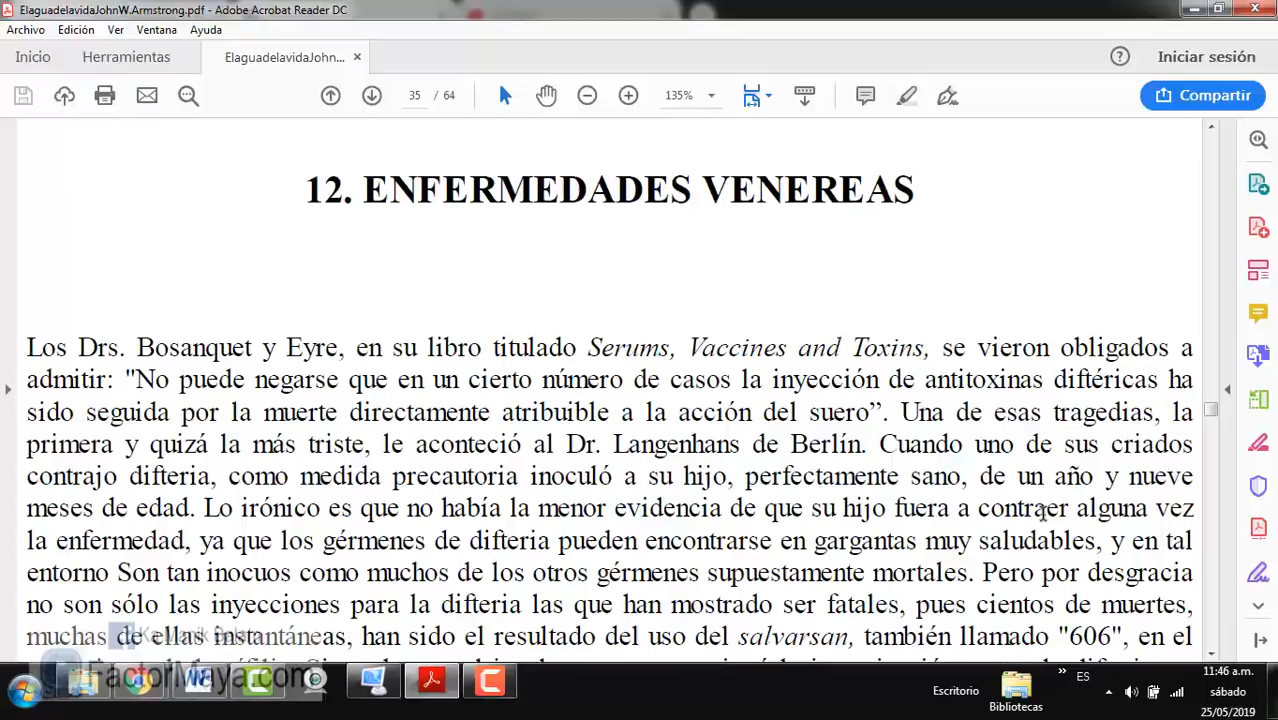 ElaguadelavidaJohnW.Armstrong.pdf - Adobe Acrobat Reader DC
Archivo Edición Ver Ventana Ayuda
Inicio Herramientas ElaguadelavidaJohn... × Iniciar sesión
35 / 64 135% Compartir
12. ENFERMEDADES VENEREAS
Los Drs. Bosanquet y Eyre, en su libro titulado Serums, Vaccines and Toxins, se vieron obligados a
admitir: "No puede negarse que en un cierto número de casos la inyección de antitoxinas diftéricas ha
sido seguida por la muerte directamente atribuible a la acción del suero”. Una de esas tragedias, la
primera y quizá la más triste, le aconteció al Dr. Langenhans de Berlín. Cuando uno de sus criados
contrajo difteria, como medida precautoria inoculó a su hijo, perfectamente sano, de un año y nueve
meses de edad. Lo irónico es que no había la menor evidencia de que su hijo fuera a contraer alguna vez
la enfermedad, ya que los gérmenes de difteria pueden encontrarse en gargantas muy saludables, y en tal
entorno Son tan inocuos como muchos de los otros gérmenes supuestamente mortales. Pero por desgracia
no son sólo las inyecciones para la difteria las que han mostrado ser fatales, pues cientos de muertes,
muchas de ellas instantáneas, han sido el resultado del uso del salvarsan, también llamado "606", en el
FactorMaya.com
Escritorio
Bibliotecas
» ES
11:46 a.m.
sábado
25/05/2019